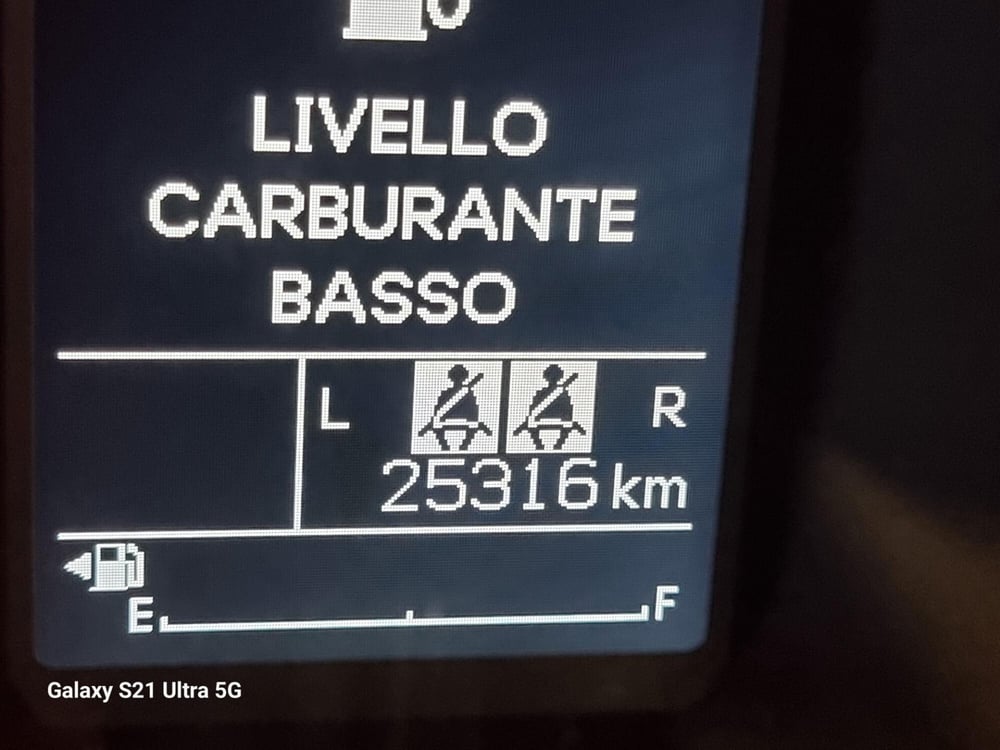 LIVELLO
CARBURANTE
BASSO
L R
25316 km
E F
Galaxy S21 Ultra 5G